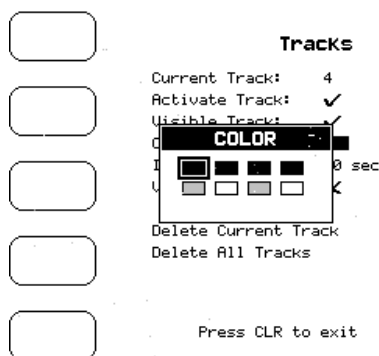 Tracks
Current Track: 4
Activate Track: ✓
Visible Track: ✓
COLOR
0 sec
Delete Current Track
Delete All Tracks
Press CLR to exit